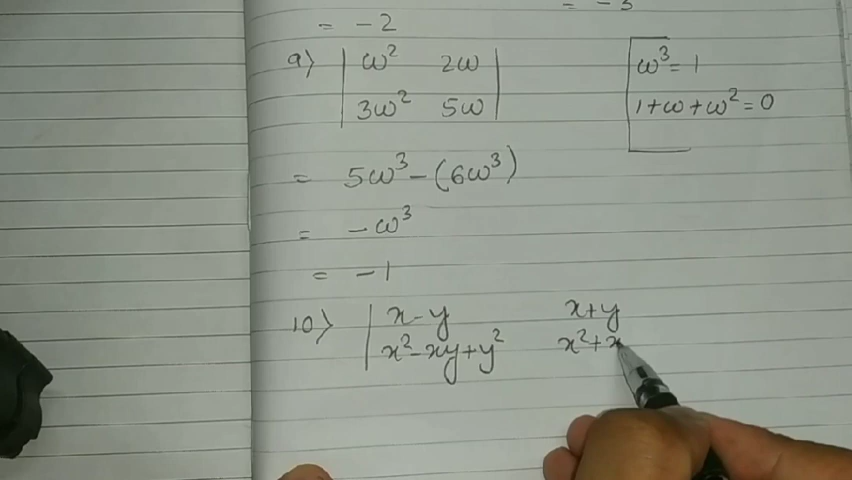 = -3
= -2
9) | ω² 2ω |
| 3ω² 5ω |
ω³ = 1
1+ω+ω² = 0
= 5ω³-(6ω³)
= -ω³
= -1
10) | x-y x+y
| x²-xy+y² x²+x